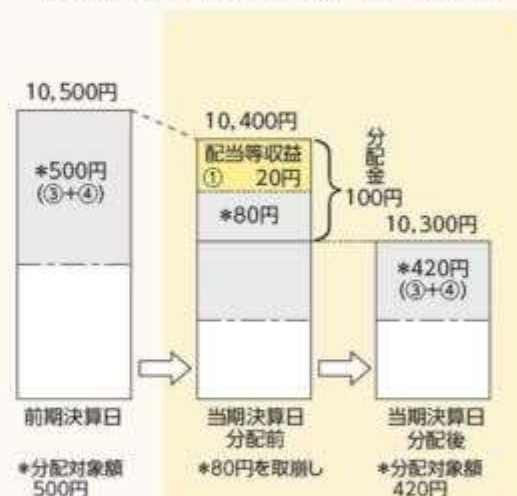 10,500円
*500円
(③+④)
10,400円
配当等収益
① 20円
*80円
分配金
100円
10,300円
*420円
(③+④)
前期決算日
当期決算日
分配前
当期決算日
分配後
*分配対象額
500円
*80円を取崩し
*分配対象額
420円